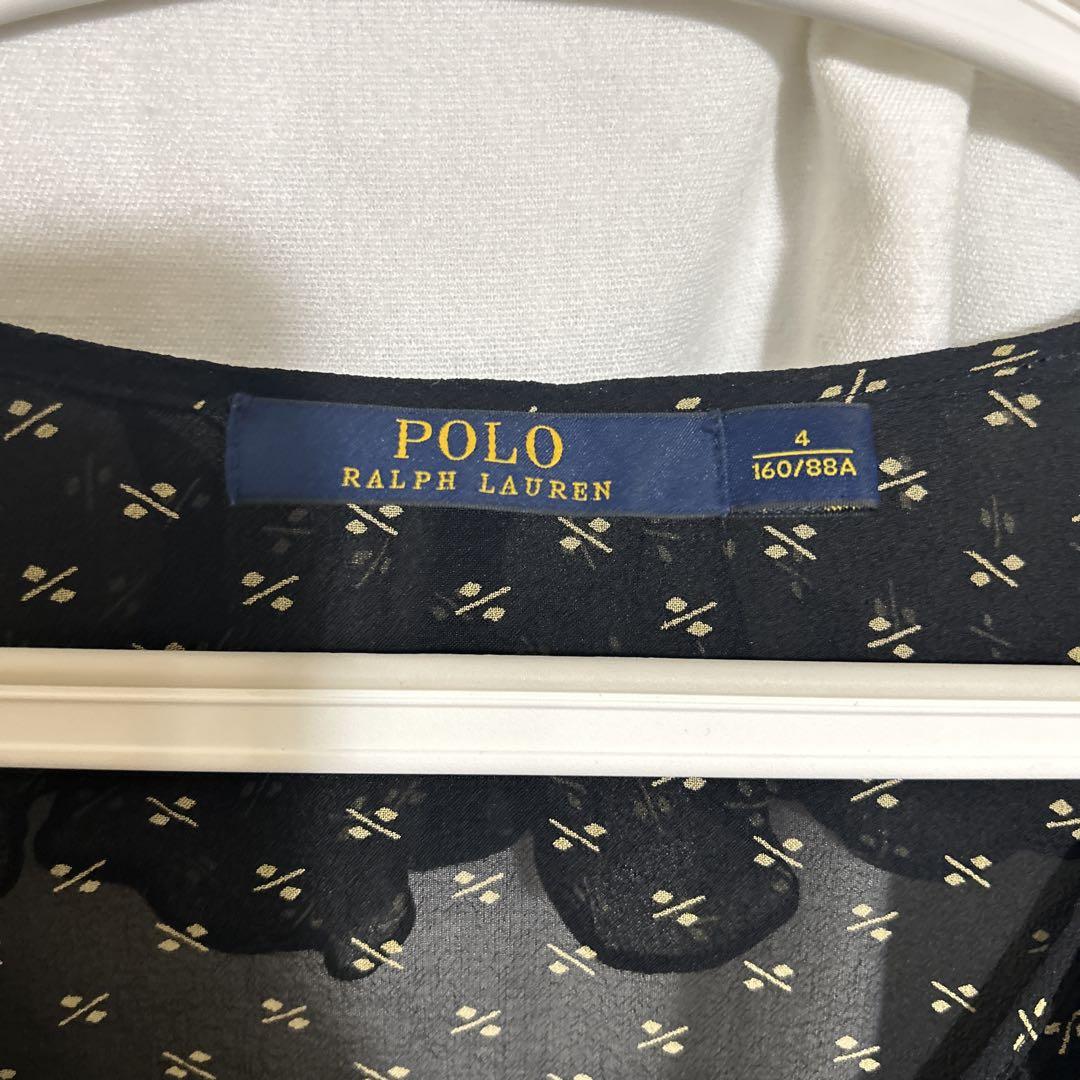 POLO
RALPH LAUREN
4
160/88A